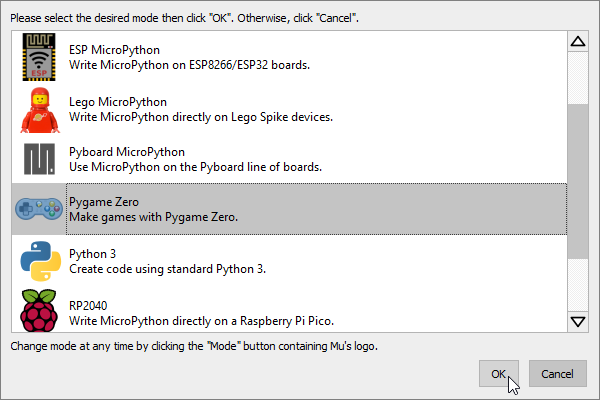 Please select the desired mode then click "OK". Otherwise, click "Cancel".
ESP MicroPython
Write MicroPython on ESP8266/ESP32 boards.
ESP
Lego MicroPython
Write MicroPython directly on Lego Spike devices.
Pyboard MicroPython
Use MicroPython on the Pyboard line of boards.
Pygame Zero
Make games with Pygame Zero.
Python 3
Create code using standard Python 3.
RP2040
Write MicroPython directly on a Raspberry Pi Pico.
Change mode at any time by clicking the "Mode" button containing Mu's logo.
OK Cancel